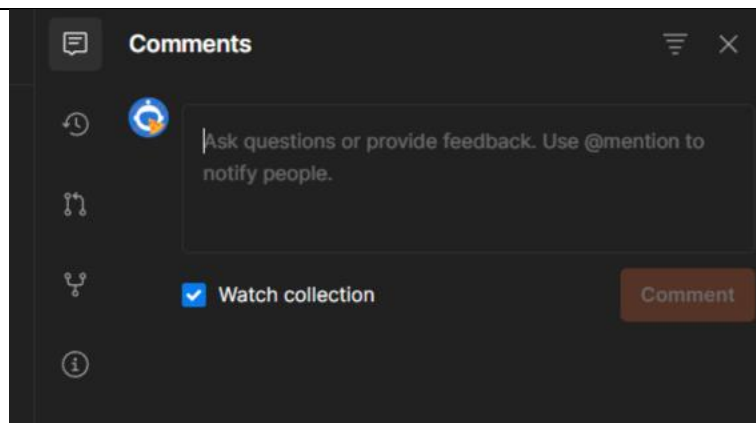 Comments
Ask questions or provide feedback. Use @mention to
notify people.
Watch collection
Comment